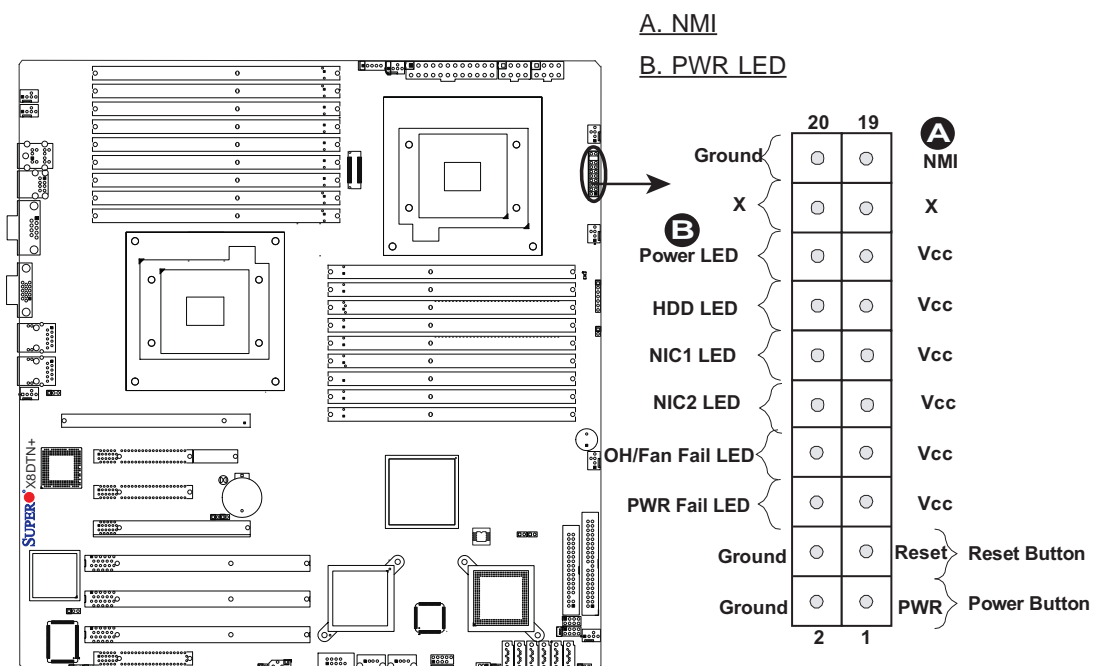 A. NMI
B. PWR LED
20 19
A
Ground NMI
X X
B
Power LED Vcc
HDD LED Vcc
NIC1 LED Vcc
NIC2 LED Vcc
OH/Fan Fail LED Vcc
PWR Fail LED Vcc
Ground Reset Reset Button
Ground PWR Power Button
2 1
SUPER X8DTN+